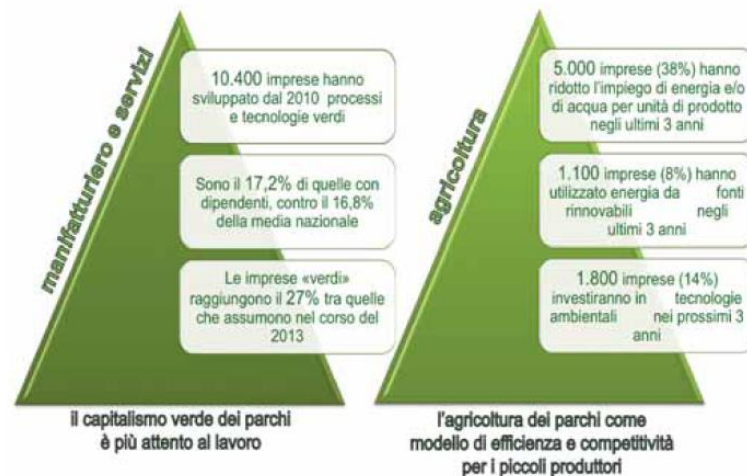 manifatturiero e servizi
10.400 imprese hanno
sviluppato dal 2010 processi
e tecnologie verdi
Sono il 17,2% di quelle con
dipendenti, contro il 16,8%
della media nazionale
Le imprese «verdi»
raggiungono il 27% tra quelle
che assumono nel corso del
2013
il capitalismo verde dei parchi
è più attento al lavoro
agricoltura
5.000 imprese (38%) hanno
ridotto l'impiego di energia e/o
di acqua per unità di prodotto
negli ultimi 3 anni
1.100 imprese (8%) hanno
utilizzato energia da fonti
rinnovabili negli
ultimi 3 anni
1.800 imprese (14%)
investiranno in tecnologie
ambientali nei prossimi 3
anni
l'agricoltura dei parchi come
modello di efficienza e competitività
per i piccoli produttori